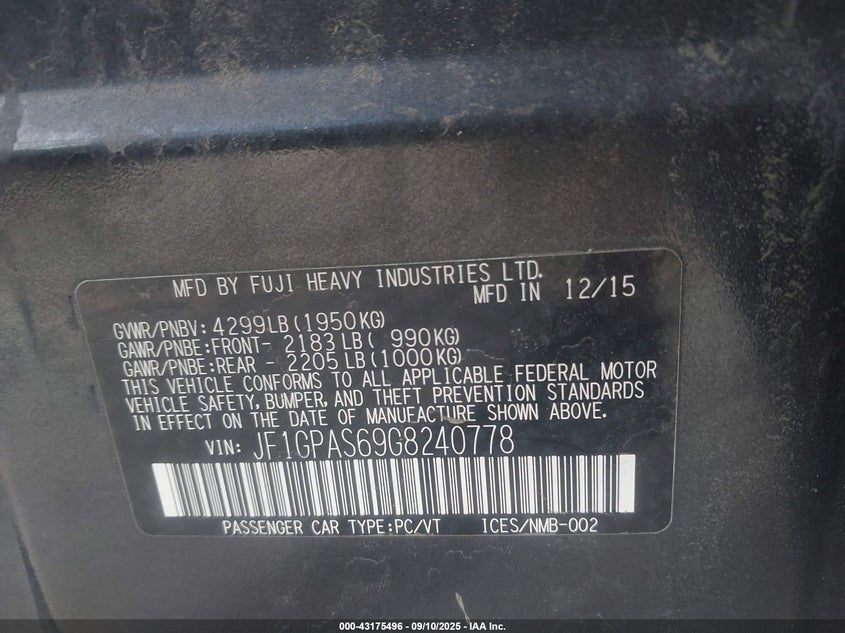 MFD BY FUJI HEAVY INDUSTRIES LTD.
MFD IN 12/15
GVWR/PNBV: 4299LB(1950KG)
GAWR/PNBE:FRONT- 2183LB( 990KG)
GAWR/PNBE:REAR - 2205LB(1000KG)
THIS VEHICLE CONFORMS TO ALL APPLICABLE FEDERAL MOTOR
VEHICLE SAFETY, BUMPER, AND THEFT PREVENTION STANDARDS
IN EFFECT ON THE DATE OF MANUFACTURE SHOWN ABOVE.
VIN: JF1GPAS69G8240778
PASSENGER CAR TYPE:PC/VT ICES/NMB-002
000-43175496 - 09/10/2025 - IAA Inc.